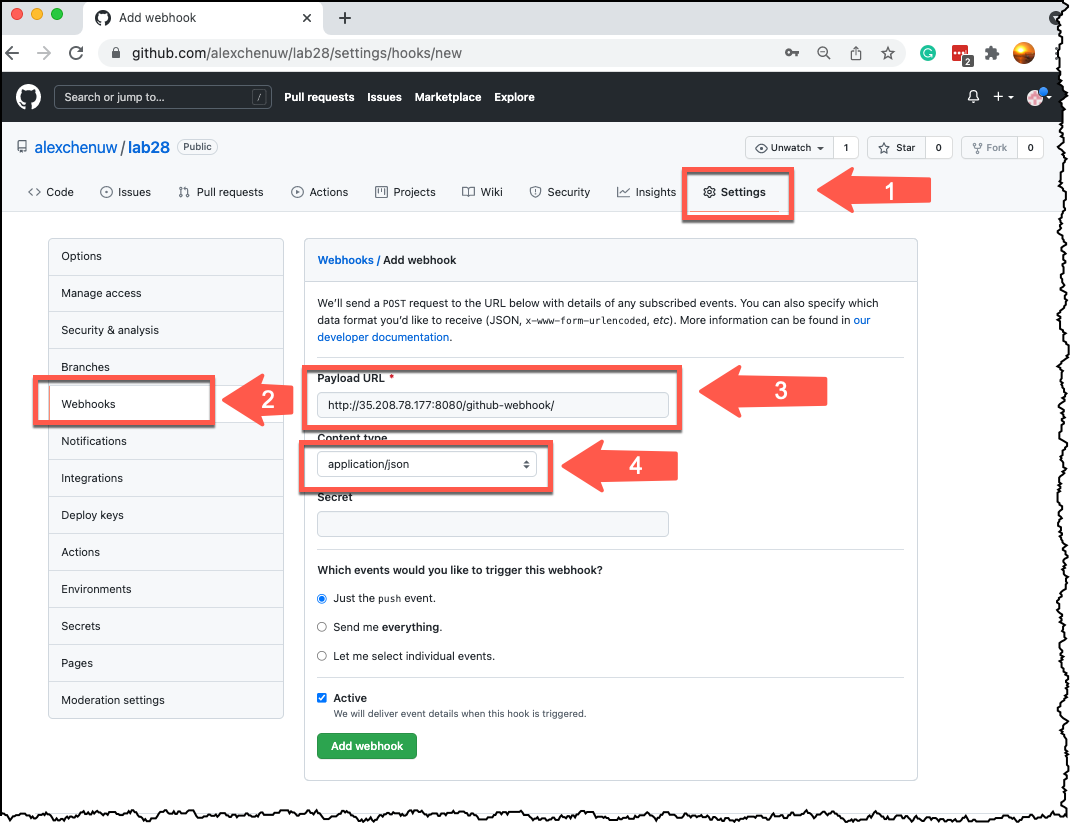 Add webhook
github.com/alexchenuw/lab28/settings/hooks/new
2
Search or jump to... /
Pull requests Issues Marketplace Explore
alexchenuw / lab28 Public
Unwatch 1 Star 0 Fork 0
Code Issues Pull requests Actions Projects Wiki Security Insights Settings
1
Options
Manage access
Security & analysis
Branches
Webhooks
2
Notifications
Integrations
Deploy keys
Actions
Environments
Secrets
Pages
Moderation settings
Webhooks / Add webhook
We'll send a POST request to the URL below with details of any subscribed events. You can also specify which
data format you'd like to receive (JSON, x-www-form-urlencoded, etc). More information can be found in our
developer documentation.
Payload URL *
http://35.208.78.177:8080/github-webhook/
3
Content type
application/json
4
Secret
Which events would you like to trigger this webhook?
Just the push event.
Send me everything.
Let me select individual events.
Active
We will deliver event details when this hook is triggered.
Add webhook